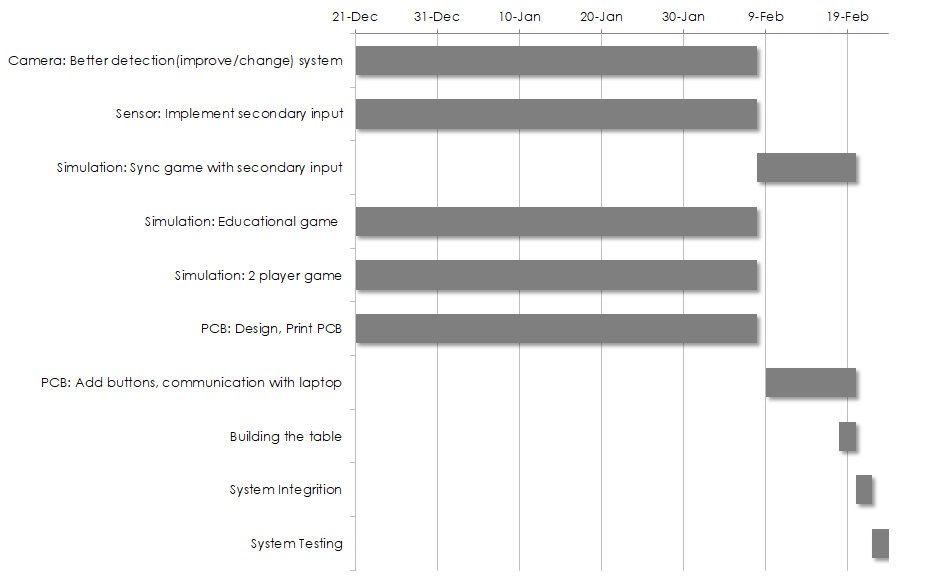 21-Dec 31-Dec 10-Jan 20-Jan 30-Jan 9-Feb 19-Feb
Camera: Better detection(improve/change) system
Sensor: Implement secondary input
Simulation: Sync game with secondary input
Simulation: Educational game
Simulation: 2 player game
PCB: Design, Print PCB
PCB: Add buttons, communication with laptop
Building the table
System Integrition
System Testing